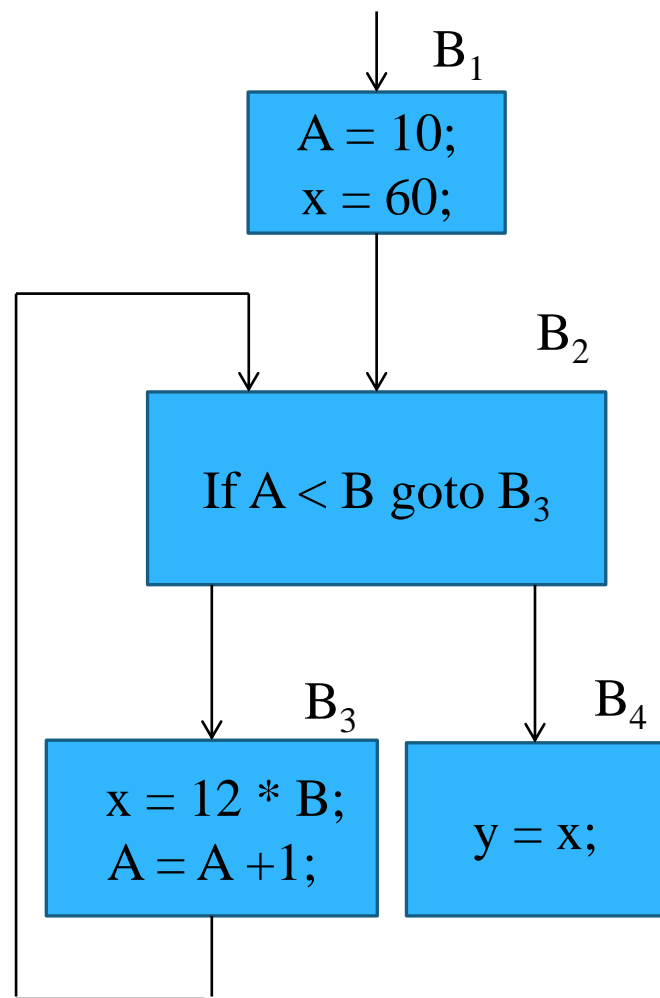 B₁
A = 10;
x = 60;
B₂
If A < B goto B₃
B₃
B₄
x = 12 * B;
A = A +1;
y = x;